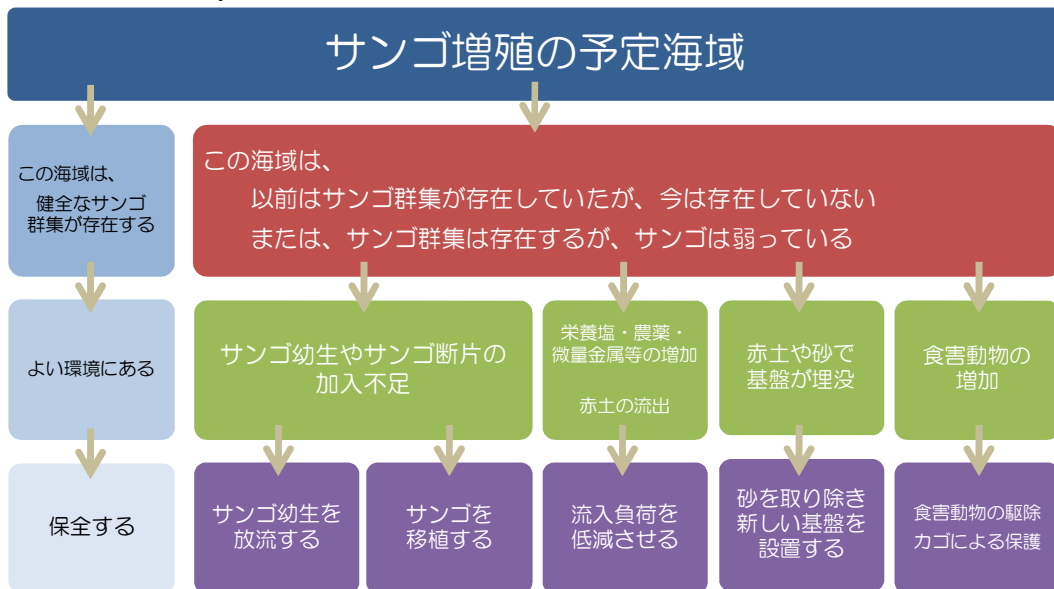 サンゴ増殖の予定海域
この海域は、
健全なサンゴ
群集が存在する
この海域は、
以前はサンゴ群集が存在していたが、今は存在していない
または、サンゴ群集は存在するが、サンゴは弱っている
よい環境にある
サンゴ幼生やサンゴ断片の
加入不足
栄養塩・農薬・
微量金属等の増加
赤土の流出
赤土や砂で
基盤が埋没
食害動物の
増加
保全する
サンゴ幼生を
放流する
サンゴを
移植する
流入負荷を
低減させる
砂を取り除き
新しい基盤を
設置する
食害動物の駆除
カゴによる保護